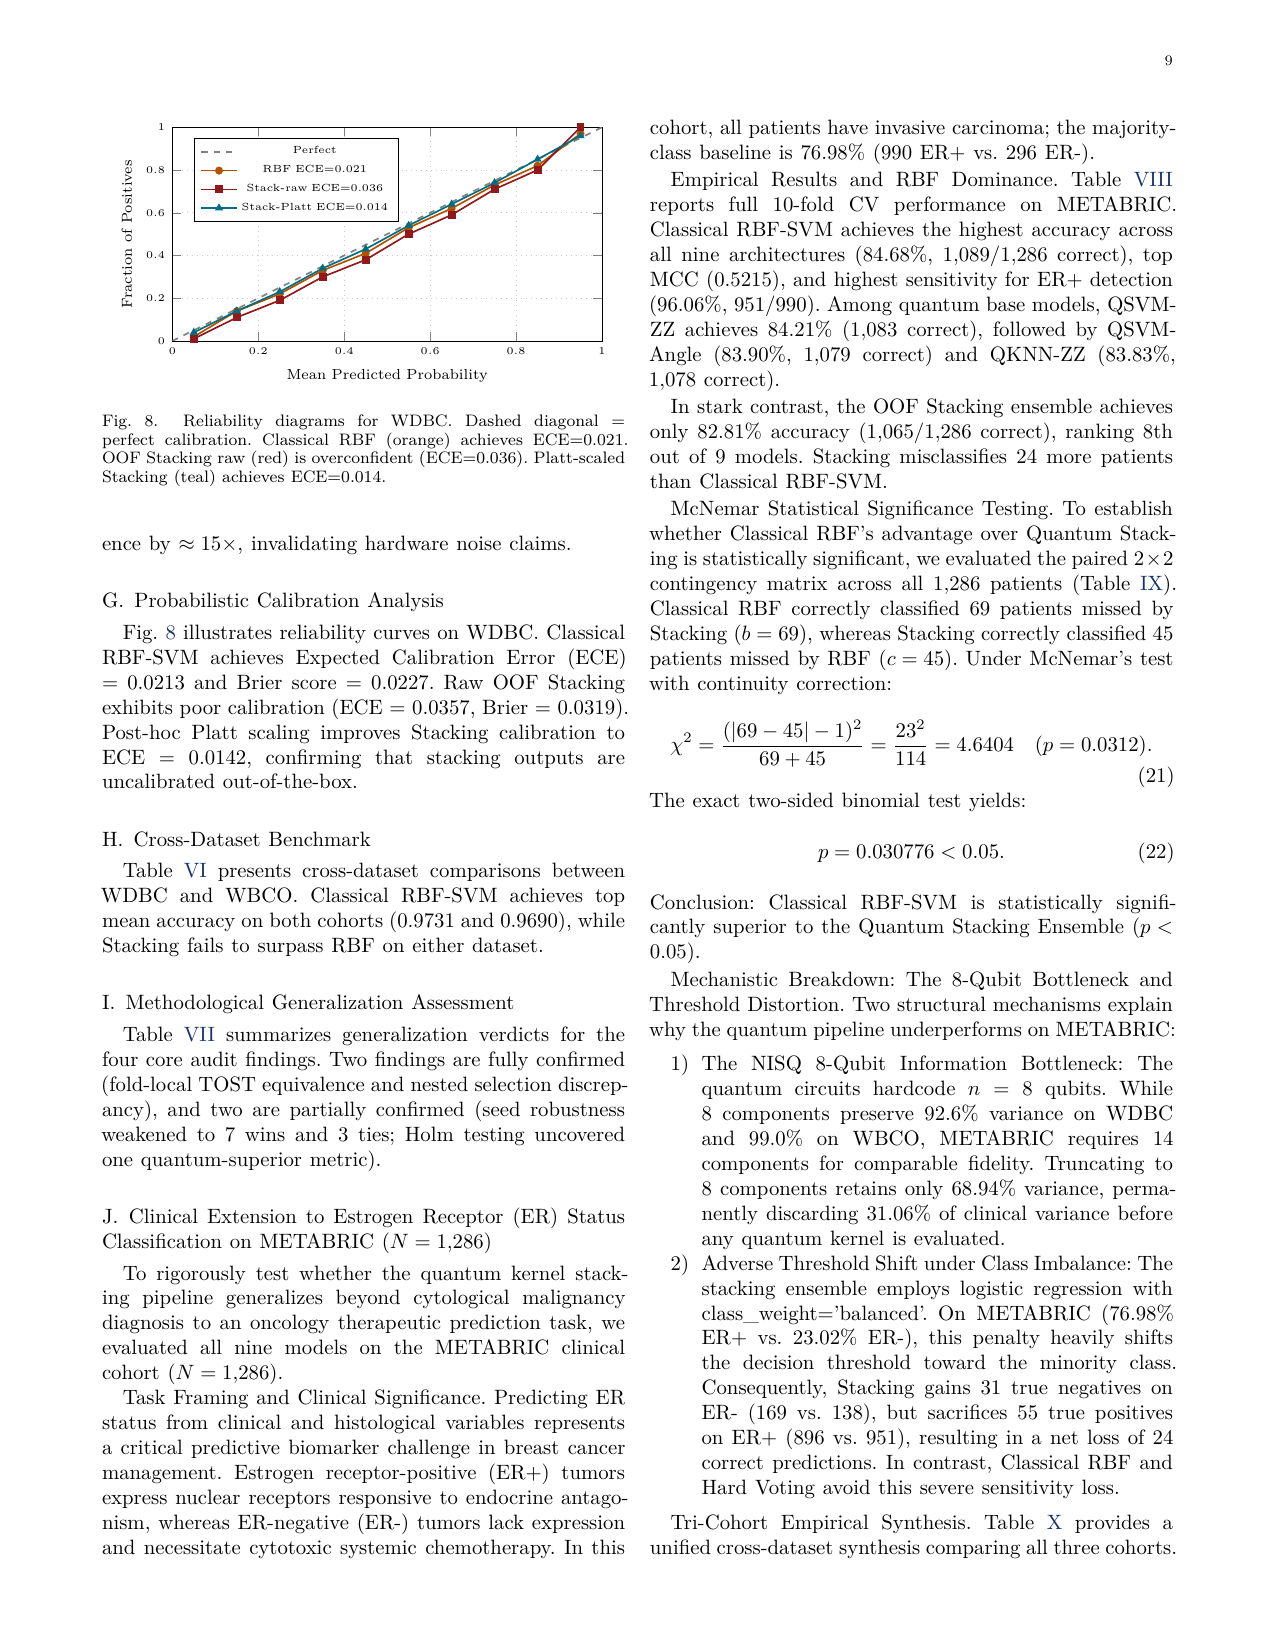 9
1
0.8
0.6
0.4
0.2
0
0
0.2
0.4
0.6
0.8
1
Fraction of Positives
Mean Predicted Probability
Perfect
RBF ECE=0.021
Stack-raw ECE=0.036
Stack-Platt ECE=0.014
Fig. 8. Reliability diagrams for WDBC. Dashed diagonal =
perfect calibration. Classical RBF (orange) achieves ECE=0.021.
OOF Stacking raw (red) is overconfident (ECE=0.036). Platt-scaled
Stacking (teal) achieves ECE=0.014.
ence by ≈ 15×, invalidating hardware noise claims.
G. Probabilistic Calibration Analysis
Fig. 8 illustrates reliability curves on WDBC. Classical
RBF-SVM achieves Expected Calibration Error (ECE)
= 0.0213 and Brier score = 0.0227. Raw OOF Stacking
exhibits poor calibration (ECE = 0.0357, Brier = 0.0319).
Post-hoc Platt scaling improves Stacking calibration to
ECE = 0.0142, confirming that stacking outputs are
uncalibrated out-of-the-box.
H. Cross-Dataset Benchmark
Table VI presents cross-dataset comparisons between
WDBC and WBCO. Classical RBF-SVM achieves top
mean accuracy on both cohorts (0.9731 and 0.9690), while
Stacking fails to surpass RBF on either dataset.
I. Methodological Generalization Assessment
Table VII summarizes generalization verdicts for the
four core audit findings. Two findings are fully confirmed
(fold-local TOST equivalence and nested selection discrep-
ancy), and two are partially confirmed (seed robustness
weakened to 7 wins and 3 ties; Holm testing uncovered
one quantum-superior metric).
J. Clinical Extension to Estrogen Receptor (ER) Status
Classification on METABRIC (N = 1,286)
To rigorously test whether the quantum kernel stack-
ing pipeline generalizes beyond cytological malignancy
diagnosis to an oncology therapeutic prediction task, we
evaluated all nine models on the METABRIC clinical
cohort (N = 1,286).
Task Framing and Clinical Significance. Predicting ER
status from clinical and histological variables represents
a critical predictive biomarker challenge in breast cancer
management. Estrogen receptor-positive (ER+) tumors
express nuclear receptors responsive to endocrine antago-
nism, whereas ER-negative (ER-) tumors lack expression
and necessitate cytotoxic systemic chemotherapy. In this
cohort, all patients have invasive carcinoma; the majority-
class baseline is 76.98% (990 ER+ vs. 296 ER-).
Empirical Results and RBF Dominance. Table VIII
reports full 10-fold CV performance on METABRIC.
Classical RBF-SVM achieves the highest accuracy across
all nine architectures (84.68%, 1,089/1,286 correct), top
MCC (0.5215), and highest sensitivity for ER+ detection
(96.06%, 951/990). Among quantum base models, QSVM-
ZZ achieves 84.21% (1,083 correct), followed by QSVM-
Angle (83.90%, 1,079 correct) and QKNN-ZZ (83.83%,
1,078 correct).
In stark contrast, the OOF Stacking ensemble achieves
only 82.81% accuracy (1,065/1,286 correct), ranking 8th
out of 9 models. Stacking misclassifies 24 more patients
than Classical RBF-SVM.
McNemar Statistical Significance Testing. To establish
whether Classical RBF's advantage over Quantum Stack-
ing is statistically significant, we evaluated the paired 2×2
contingency matrix across all 1,286 patients (Table IX).
Classical RBF correctly classified 69 patients missed by
Stacking (b = 69), whereas Stacking correctly classified 45
patients missed by RBF (c = 45). Under McNemar's test
with continuity correction:
χ² = (|69 − 45| − 1)² / (69 + 45) = 23² / 114 = 4.6404 (p = 0.0312).
(21)
The exact two-sided binomial test yields:
p = 0.030776 < 0.05. (22)
Conclusion: Classical RBF-SVM is statistically signifi-
cantly superior to the Quantum Stacking Ensemble (p <
0.05).
Mechanistic Breakdown: The 8-Qubit Bottleneck and
Threshold Distortion. Two structural mechanisms explain
why the quantum pipeline underperforms on METABRIC:
1) The NISQ 8-Qubit Information Bottleneck: The
quantum circuits hardcode n = 8 qubits. While
8 components preserve 92.6% variance on WDBC
and 99.0% on WBCO, METABRIC requires 14
components for comparable fidelity. Truncating to
8 components retains only 68.94% variance, perma-
nently discarding 31.06% of clinical variance before
any quantum kernel is evaluated.
2) Adverse Threshold Shift under Class Imbalance: The
stacking ensemble employs logistic regression with
class_weight='balanced'. On METABRIC (76.98%
ER+ vs. 23.02% ER-), this penalty heavily shifts
the decision threshold toward the minority class.
Consequently, Stacking gains 31 true negatives on
ER- (169 vs. 138), but sacrifices 55 true positives
on ER+ (896 vs. 951), resulting in a net loss of 24
correct predictions. In contrast, Classical RBF and
Hard Voting avoid this severe sensitivity loss.
Tri-Cohort Empirical Synthesis. Table X provides a
unified cross-dataset synthesis comparing all three cohorts.